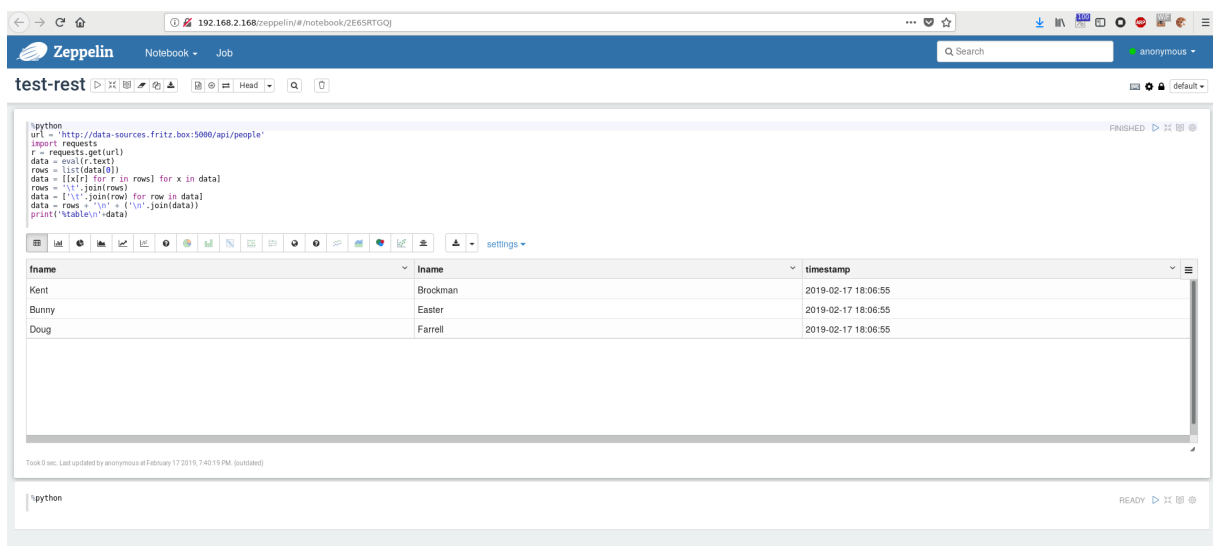 192.168.2.168/zeppelin/#/notebook/2E6SRTGQJ
100
ABP
Zeppelin Notebook Job Search anonymous
test-rest Head default
%python FINISHED
url = 'http://data-sources.fritz.box:5000/api/people'
import requests
r = requests.get(url)
data = eval(r.text)
rows = list(data[0])
data = [[x[r] for r in rows] for x in data]
rows = '\t'.join(rows)
data = ['\t'.join(row) for row in data]
data = rows + '\n' + ('\n'.join(data))
print('%table\n'+data)
settings
fname lname timestamp
Kent Brockman 2019-02-17 18:06:55
Bunny Easter 2019-02-17 18:06:55
Doug Farrell 2019-02-17 18:06:55
Took 0 sec. Last updated by anonymous at February 17 2019, 7:40:19 PM. (outdated)
%python READY